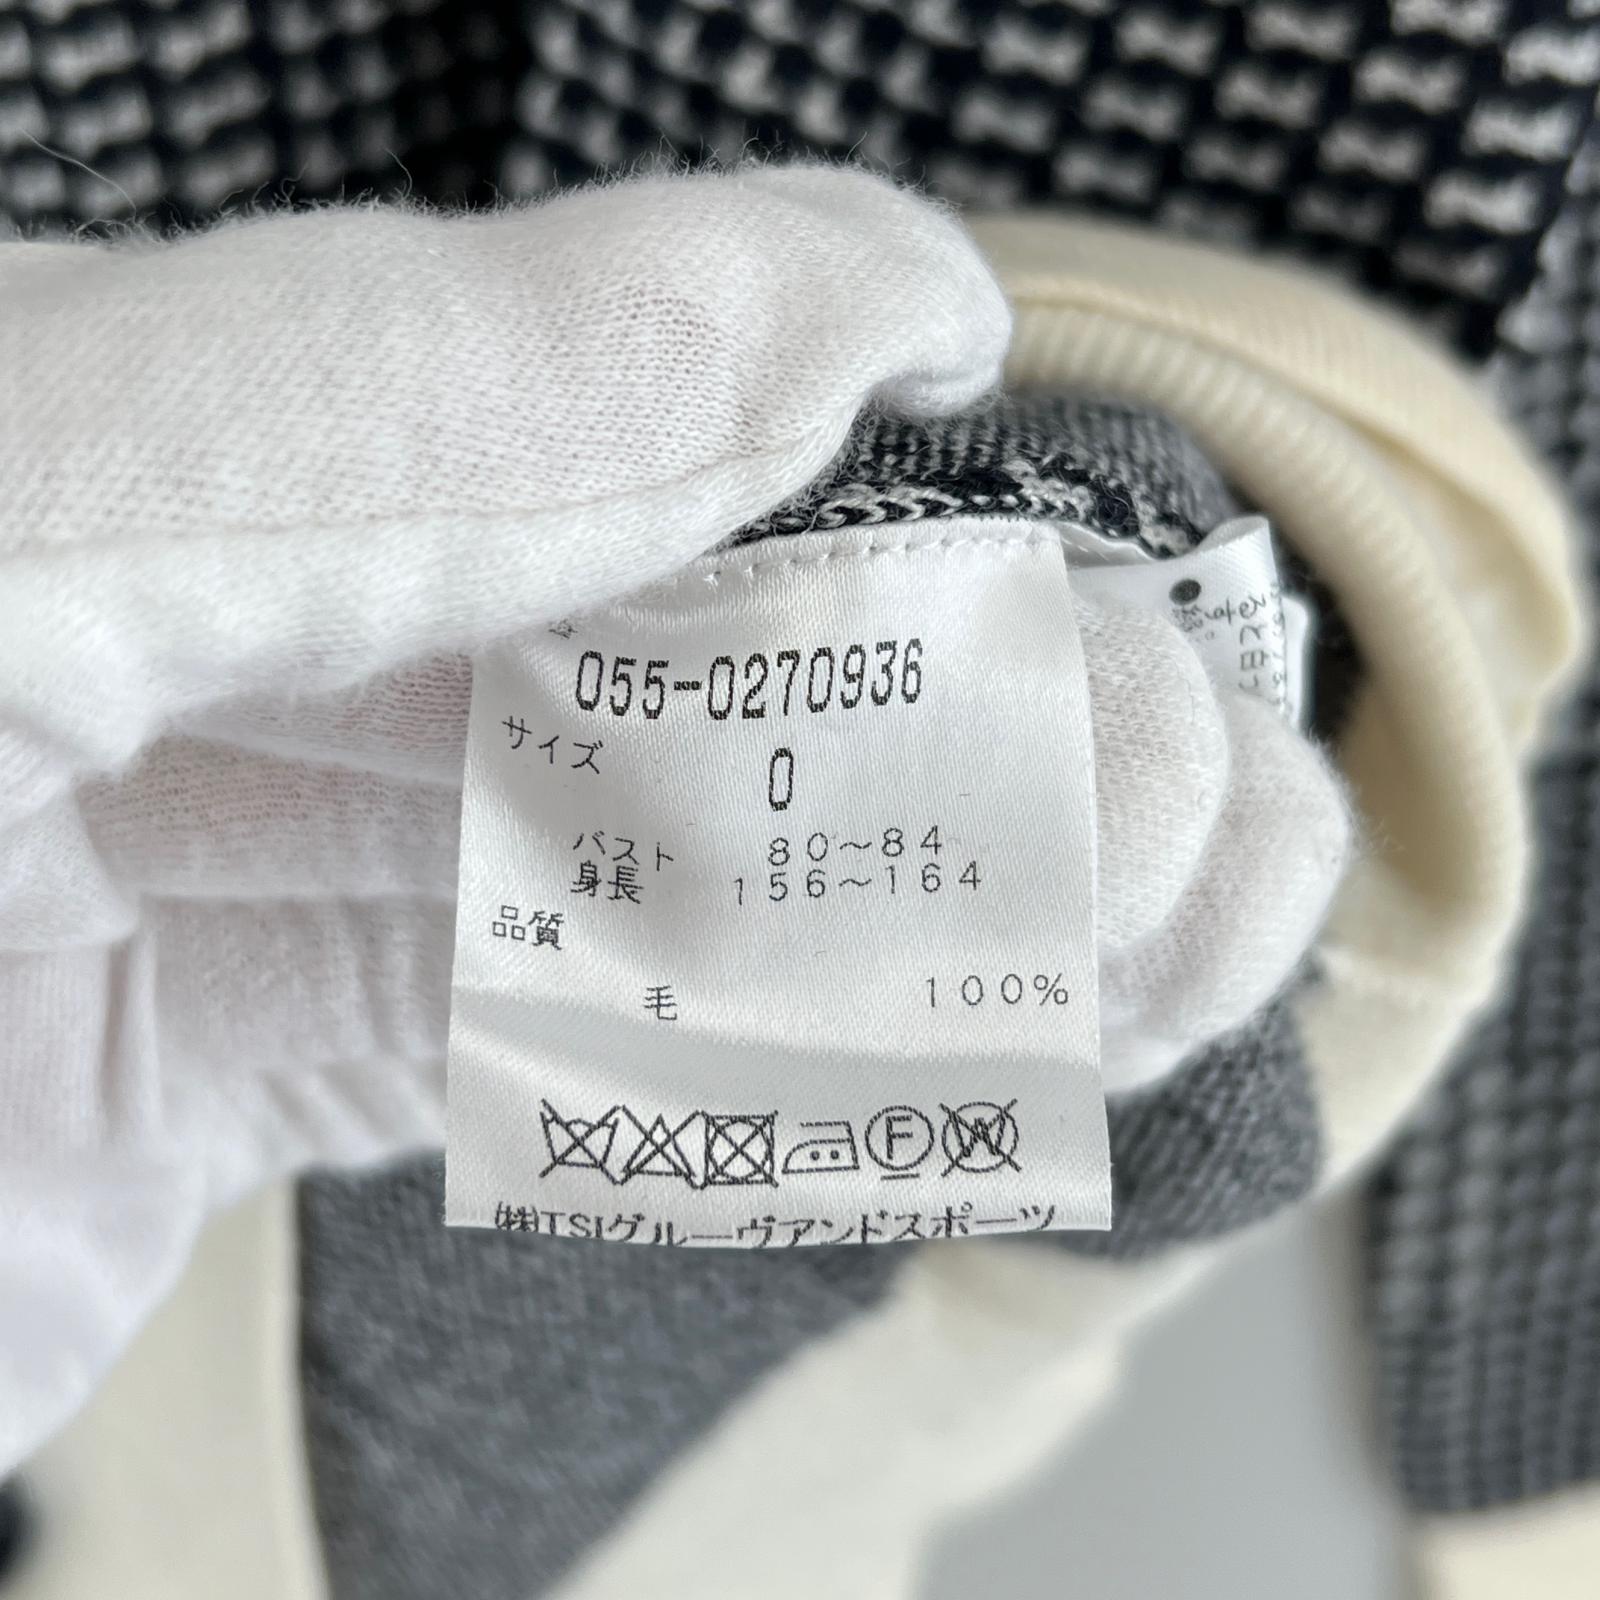 055-0270936
サイズ
0
バスト 80~84
身長 156~164
品質
毛 100%
F
W
㈱TSIグルーヴアンドスポーツ